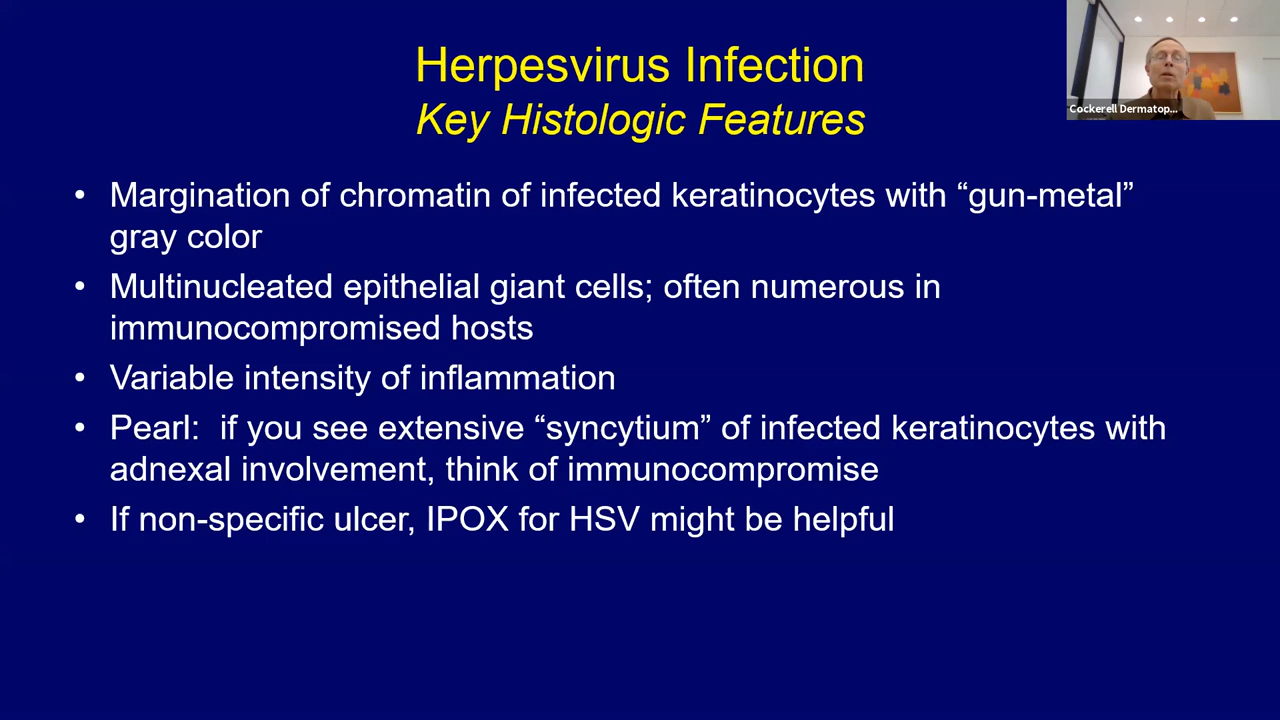 Herpesvirus Infection
Key Histologic Features
Cockerell Dermatop...
• Margination of chromatin of infected keratinocytes with “gun-metal”
gray color
• Multinucleated epithelial giant cells; often numerous in
immunocompromised hosts
• Variable intensity of inflammation
• Pearl:  if you see extensive “syncytium” of infected keratinocytes with
adnexal involvement, think of immunocompromise
• If non-specific ulcer, IPOX for HSV might be helpful